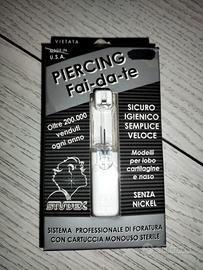 VIETATA
MADE IN
U.S.A.
PIERCING
Fai-da-te
Oltre 200.000
venduti
ogni anno
SICURO
IGIENICO
SEMPLICE
VELOCE
Modelli
per lobo
cartilagine
e naso
SENZA
NICKEL
STUDEX
SISTEMA PROFESSIONALE DI FORATURA
CON CARTUCCIA MONOUSO STERILE